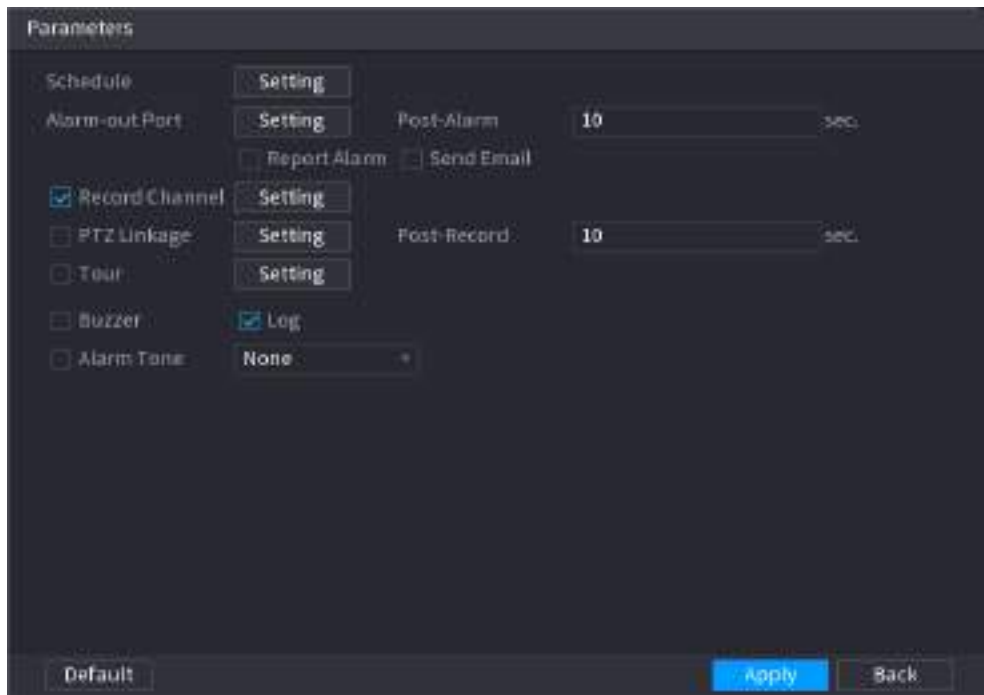 Parameters
Schedule Setting
Alarm-out Port Setting Post-Alarm 10 sec.
Report Alarm Send Email
Record Channel Setting
PTZ Linkage Setting Post-Record 10 sec.
Tour Setting
Buzzer Log
Alarm Tone None
Default Apply Back